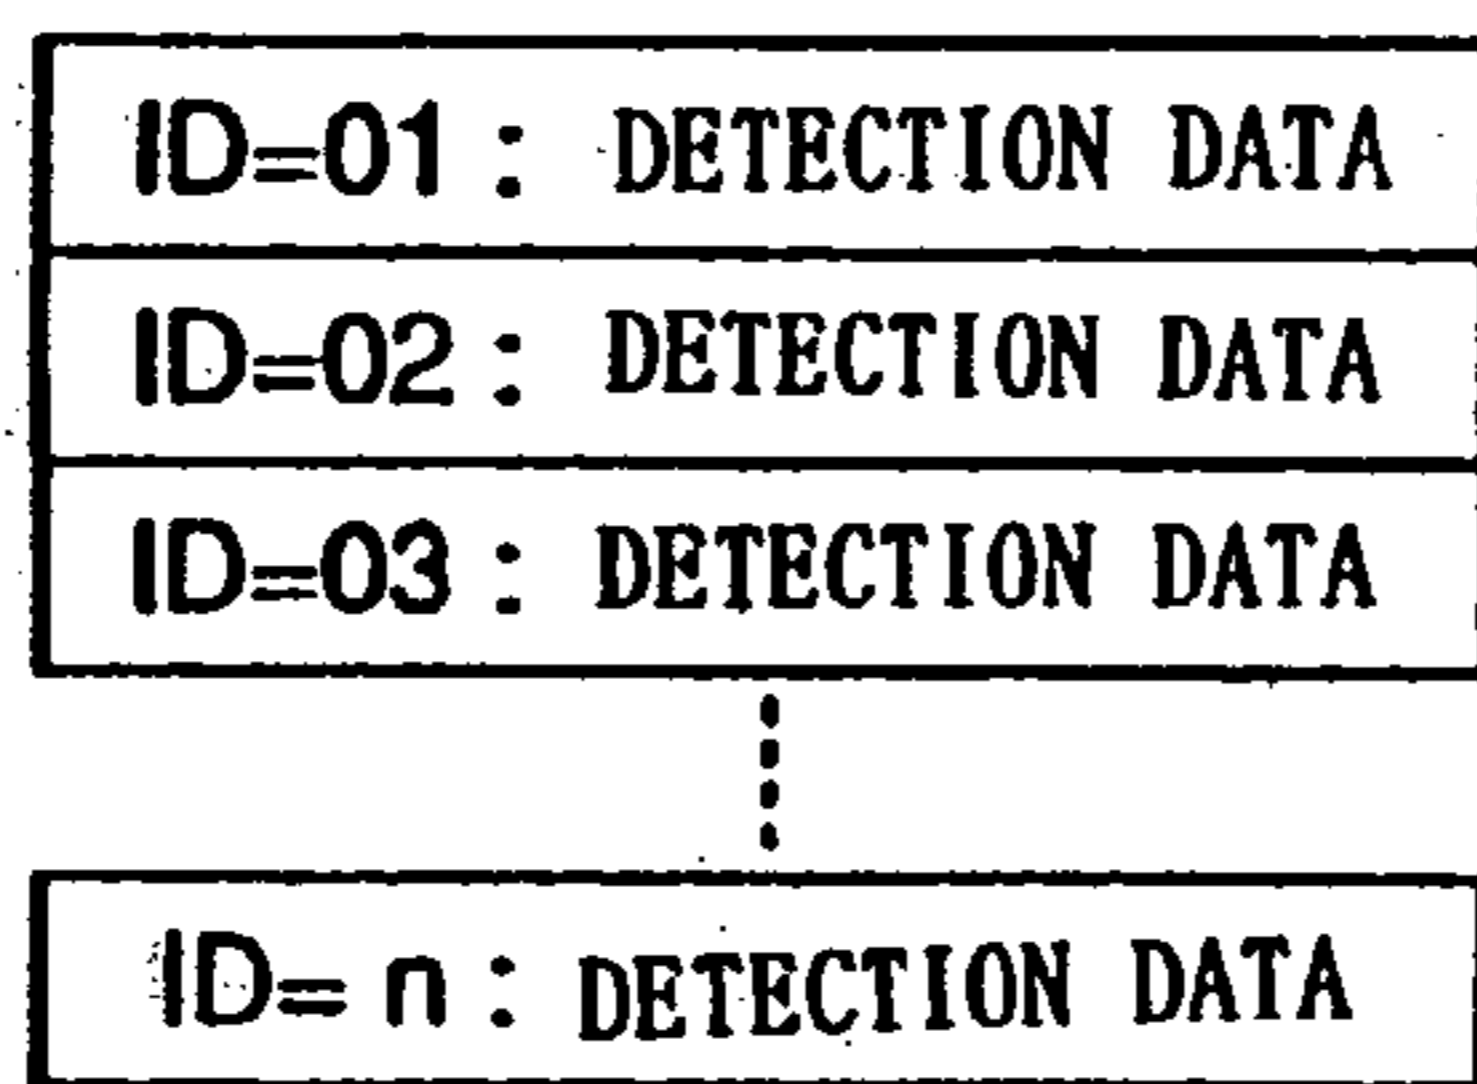 ID=01: DETECTION DATA
ID=02: DETECTION DATA
ID=03: DETECTION DATA
ID= n: DETECTION DATA